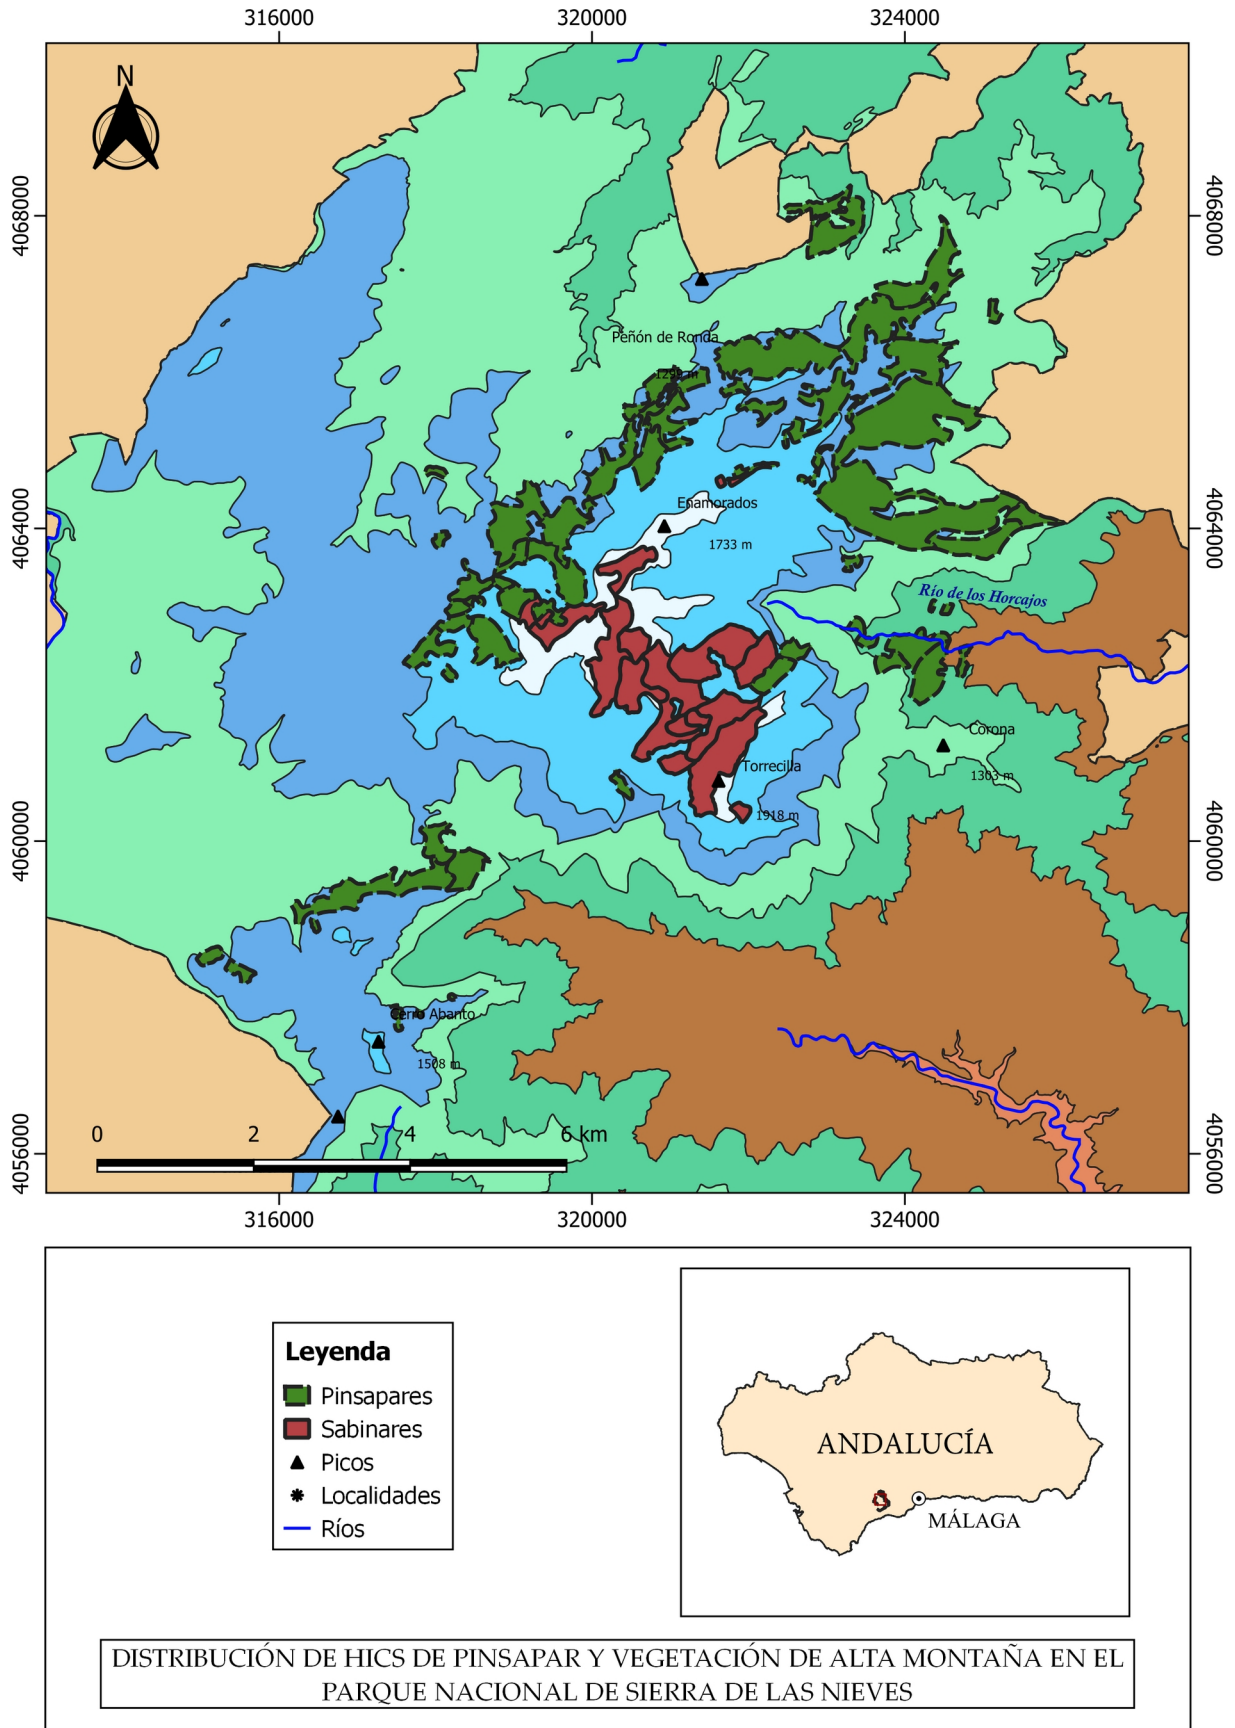 316000
320000
324000
N
4068000
4068000
Peñón de Ronda
Enamorados
4064000
1733 m
4064000
Río de los Horcajos
Corona
Torrecilla
1303 m
1918 m
4060000
4060000
Cerro Abanto
1508 m
0
2
4
6 km
4056000
4056000
316000
320000
324000
Leyenda
Pinsapares
Sabinares
Picos
Localidades
Ríos
ANDALUCÍA
MÁLAGA
DISTRIBUCIÓN DE HICS DE PINSAPAR Y VEGETACIÓN DE ALTA MONTAÑA EN EL
PARQUE NACIONAL DE SIERRA DE LAS NIEVES